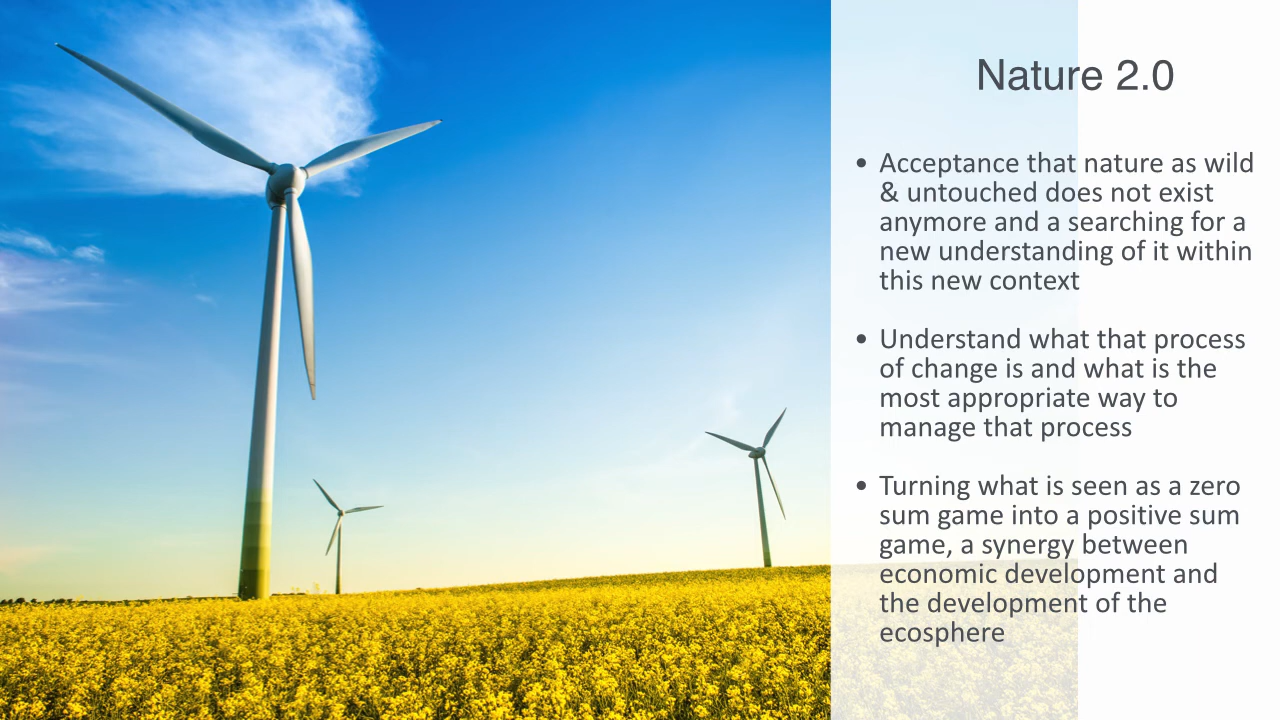 Nature 2.0
• Acceptance that nature as wild
& untouched does not exist
anymore and a searching for a
new understanding of it within
this new context
• Understand what that process
of change is and what is the
most appropriate way to
manage that process
• Turning what is seen as a zero
sum game into a positive sum
game, a synergy between
economic development and
the development of the
ecosphere